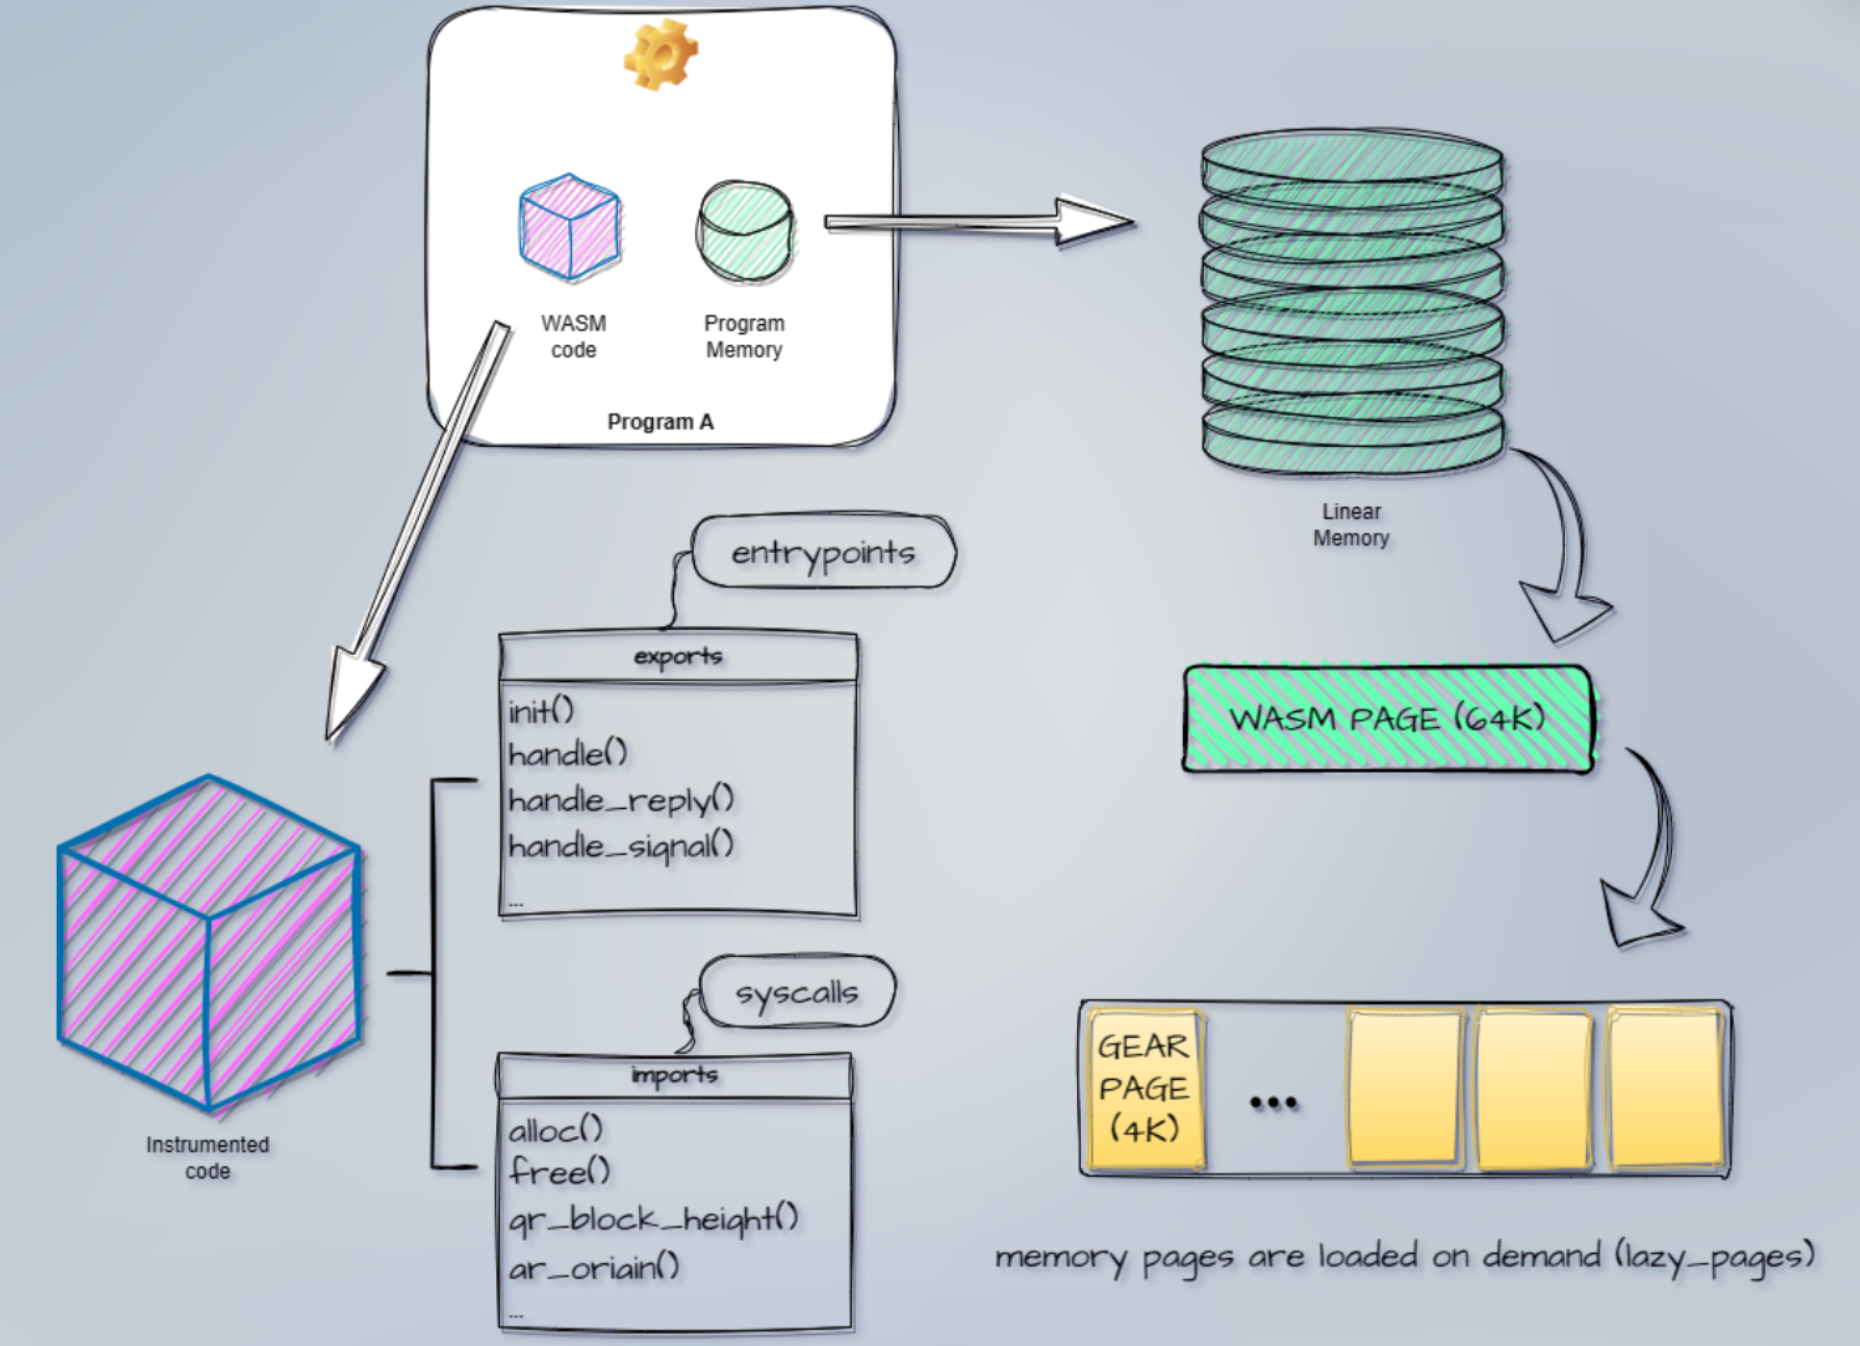 WASM
code
Program
Memory
Program A
Linear
Memory
entrypoints
exports
init()
handle()
handle_reply()
handle_signal()
...
WASM PAGE (64K)
Instrumented
code
syscalls
imports
alloc()
free()
gr_block_height()
gr_origin()
...
GEAR
PAGE
(4K)
...
memory pages are loaded on demand (lazy_pages)